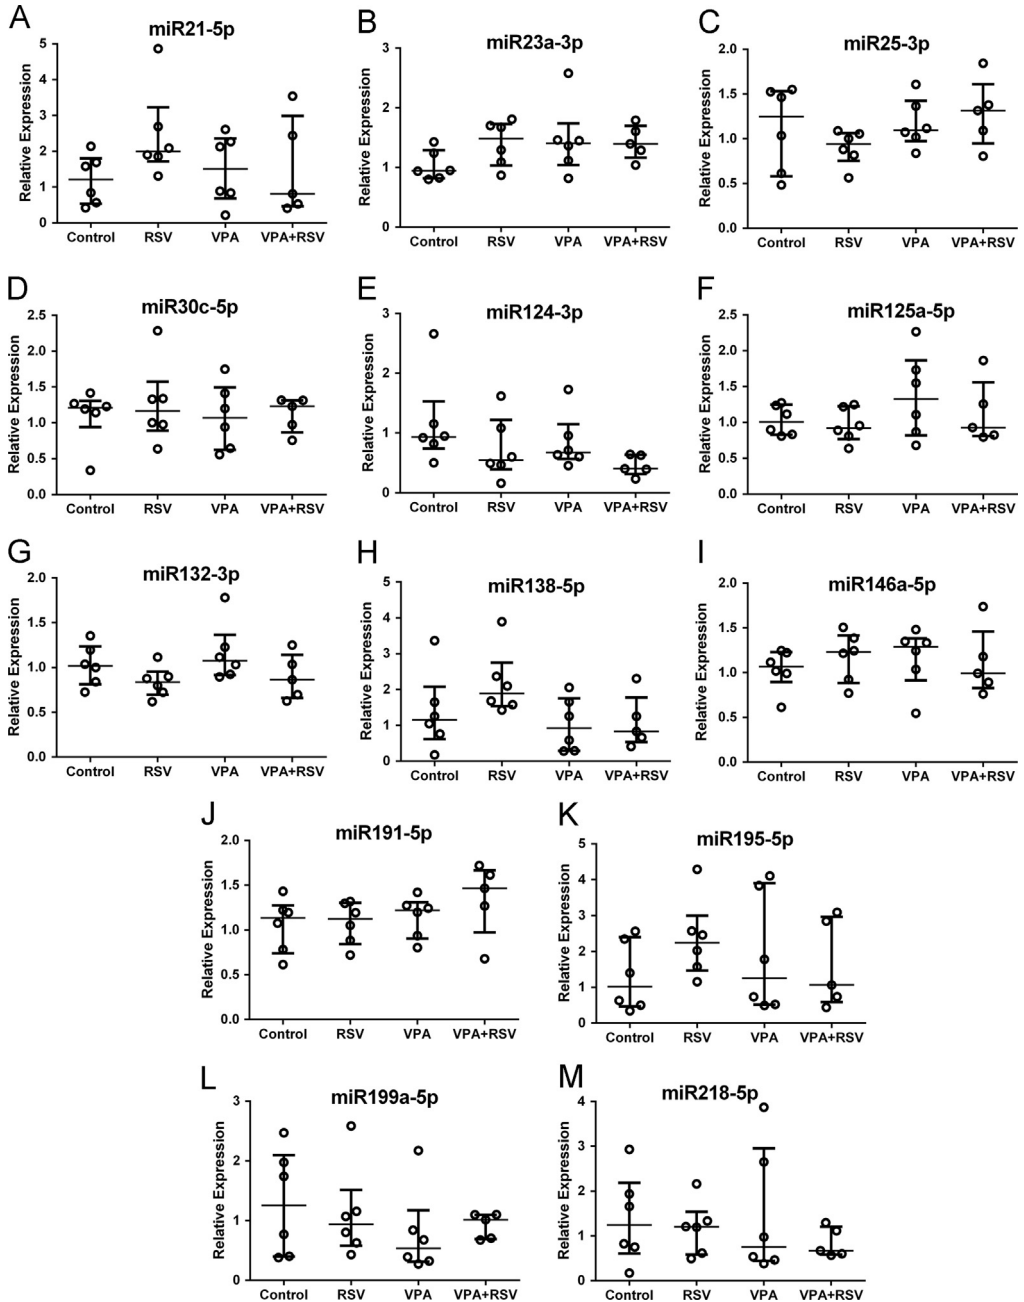 A
miR21-5p
Relative Expression
5
4
3
2
1
0
Control RSV VPA VPA+RSV
B
miR23a-3p
Relative Expression
3
2
1
0
Control RSV VPA VPA+RSV
C
miR25-3p
Relative Expression
2.0
1.5
1.0
0.5
0.0
Control RSV VPA VPA+RSV
D
miR30c-5p
Relative Expression
2.5
2.0
1.5
1.0
0.5
0.0
Control RSV VPA VPA+RSV
E
miR124-3p
Relative Expression
3
2
1
0
Control RSV VPA VPA+RSV
F
miR125a-5p
Relative Expression
2.5
2.0
1.5
1.0
0.5
0.0
Control RSV VPA VPA+RSV
G
miR132-3p
Relative Expression
2.0
1.5
1.0
0.5
0.0
Control RSV VPA VPA+RSV
H
miR138-5p
Relative Expression
5
4
3
2
1
0
Control RSV VPA VPA+RSV
I
miR146a-5p
Relative Expression
2.0
1.5
1.0
0.5
0.0
Control RSV VPA VPA+RSV
J
miR191-5p
Relative Expression
2.0
1.5
1.0
0.5
0.0
Control RSV VPA VPA+RSV
K
miR195-5p
Relative Expression
5
4
3
2
1
0
Control RSV VPA VPA+RSV
L
miR199a-5p
Relative Expression
3
2
1
0
Control RSV VPA VPA+RSV
M
miR218-5p
Relative Expression
4
3
2
1
0
Control RSV VPA VPA+RSV